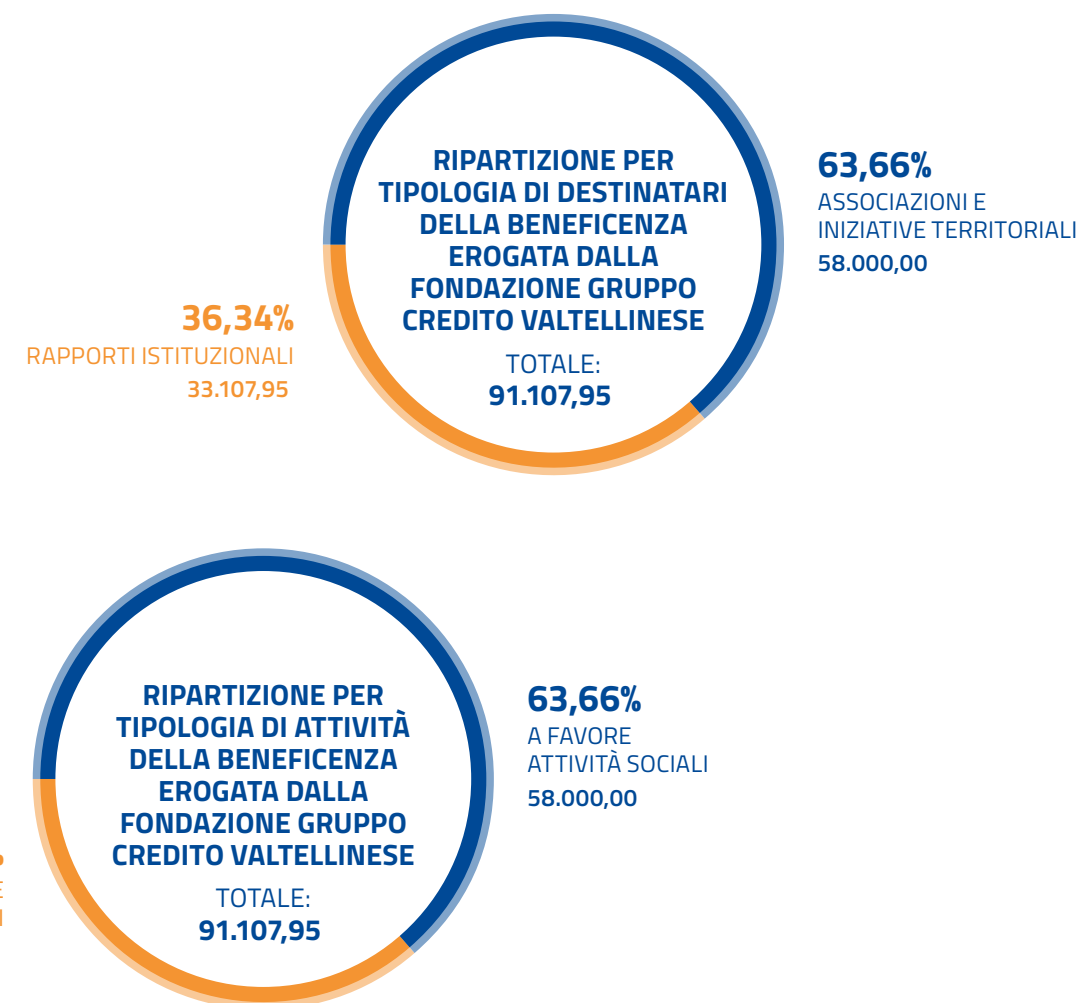 RIPARTIZIONE PER
TIPOLOGIA DI DESTINATARI
DELLA BENEFICENZA
EROGATA DALLA
FONDAZIONE GRUPPO
CREDITO VALTELLINESE
TOTALE:
91.107,95
63,66%
ASSOCIAZIONI E
INIZIATIVE TERRITORIALI
58.000,00
36,34%
RAPPORTI ISTITUZIONALI
33.107,95
RIPARTIZIONE PER
TIPOLOGIA DI ATTIVITÀ
DELLA BENEFICENZA
EROGATA DALLA
FONDAZIONE GRUPPO
CREDITO VALTELLINESE
TOTALE:
91.107,95
63,66%
A FAVORE
ATTIVITÀ SOCIALI
58.000,00